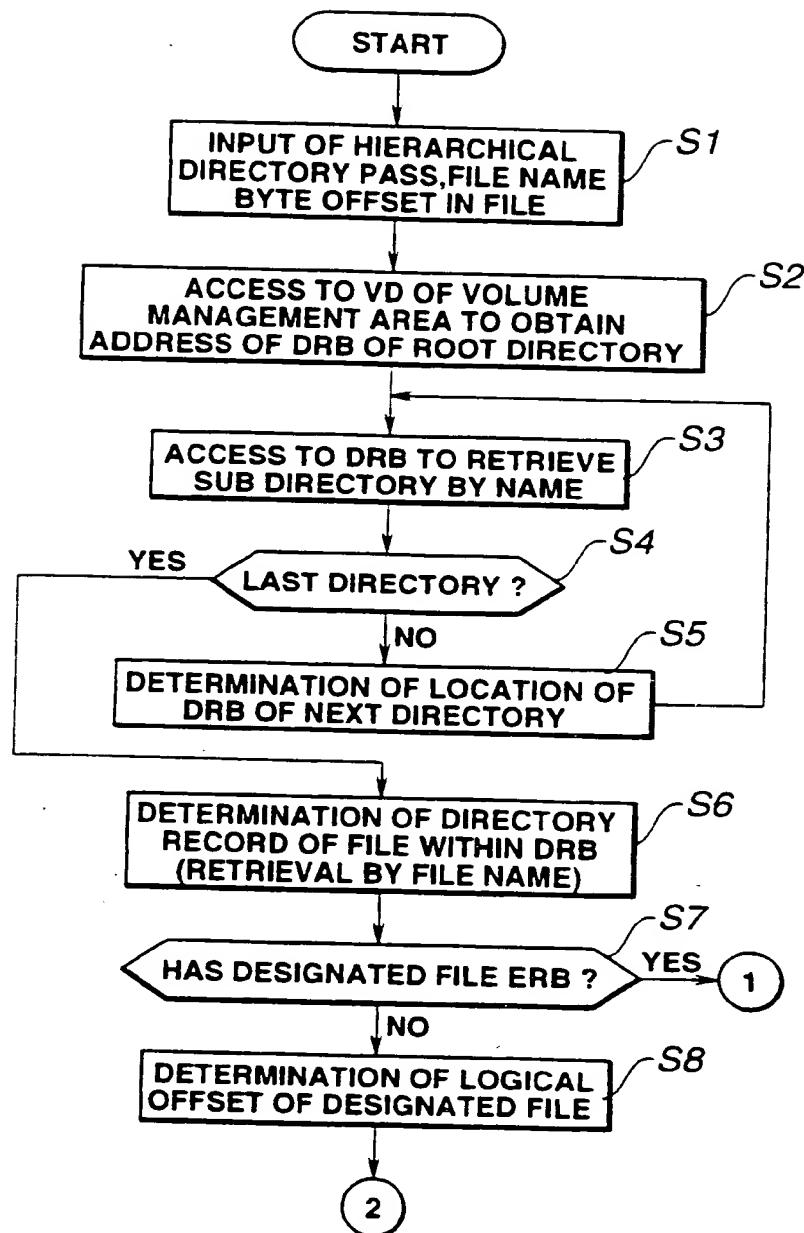 START
INPUT OF HIERARCHICAL
DIRECTORY PASS,FILE NAME
BYTE OFFSET IN FILE
S1
ACCESS TO VD OF VOLUME
MANAGEMENT AREA TO OBTAIN
ADDRESS OF DRB OF ROOT DIRECTORY
S2
ACCESS TO DRB TO RETRIEVE
SUB DIRECTORY BY NAME
S3
YES
LAST DIRECTORY ?
S4
NO
DETERMINATION OF LOCATION OF
DRB OF NEXT DIRECTORY
S5
DETERMINATION OF DIRECTORY
RECORD OF FILE WITHIN DRB
(RETRIEVAL BY FILE NAME)
S6
HAS DESIGNATED FILE ERB ?
S7
YES
1
NO
DETERMINATION OF LOGICAL
OFFSET OF DESIGNATED FILE
S8
2